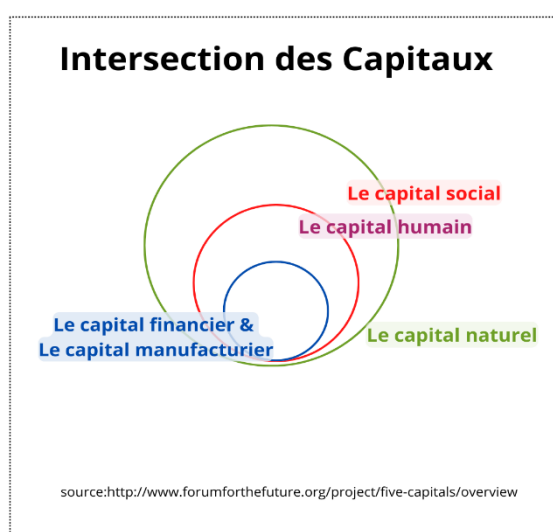 Intersection des Capitaux
Le capital social
Le capital humain
Le capital financier &
Le capital manufacturier
Le capital naturel
source:http://www.forumforthefuture.org/project/five-capitals/overview